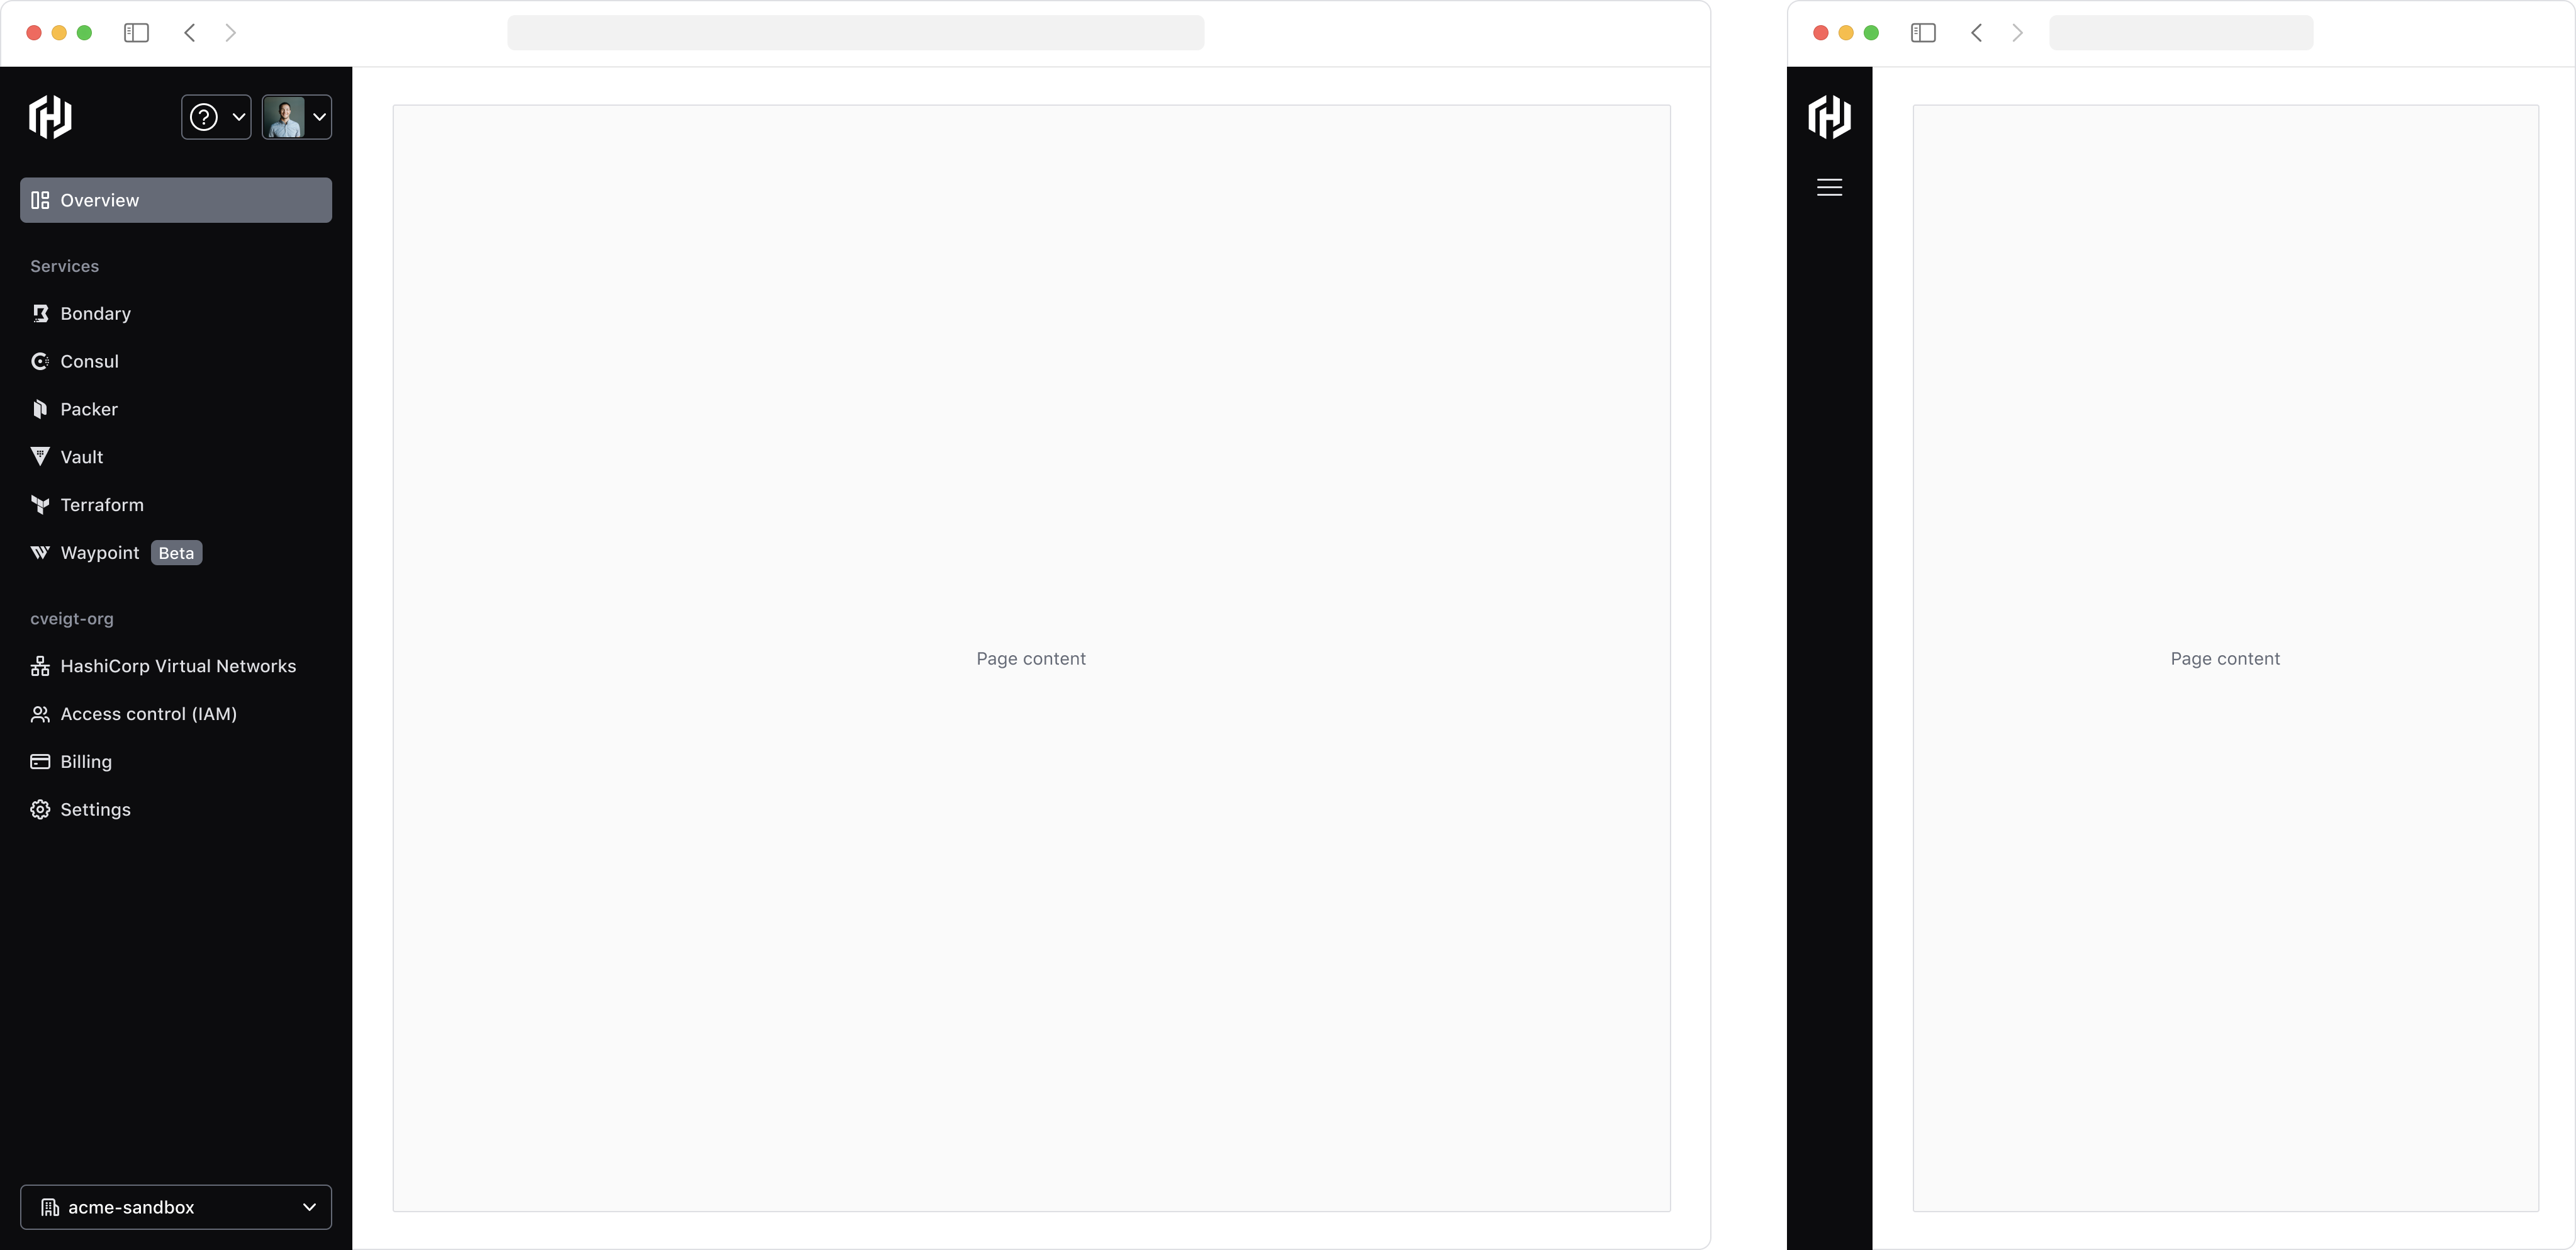 Overview
Services
Bondary
Consul
Packer
Vault
Terraform
Waypoint Beta
cveigt-org
HashiCorp Virtual Networks
Access control (IAM)
Billing
Settings
acme-sandbox
Page content
Page content